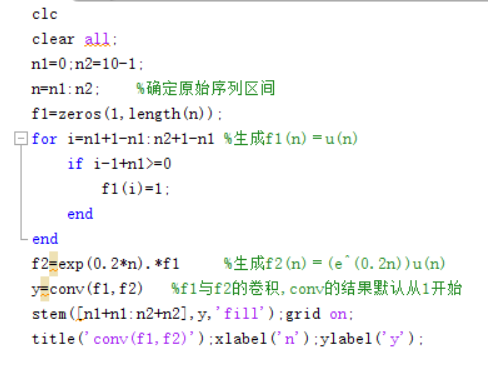 clc
clear all;
n1=0;n2=10-1;
n=n1:n2; %确定原始序列区间
f1=zeros(1,length(n));
for i=n1+1-n1:n2+1-n1 %生成f1(n)＝u(n)
if i-1+n1>=0
f1(i)=1;
end
end
f2=exp(0.2*n).*f1 %生成f2(n)＝(e^(0.2n))u(n)
y=conv(f1,f2) %f1与f2的卷积,conv的结果默认从1开始
stem([n1+n1:n2+n2],y,'fill');grid on;
title('conv(f1,f2)');xlabel('n');ylabel('y');